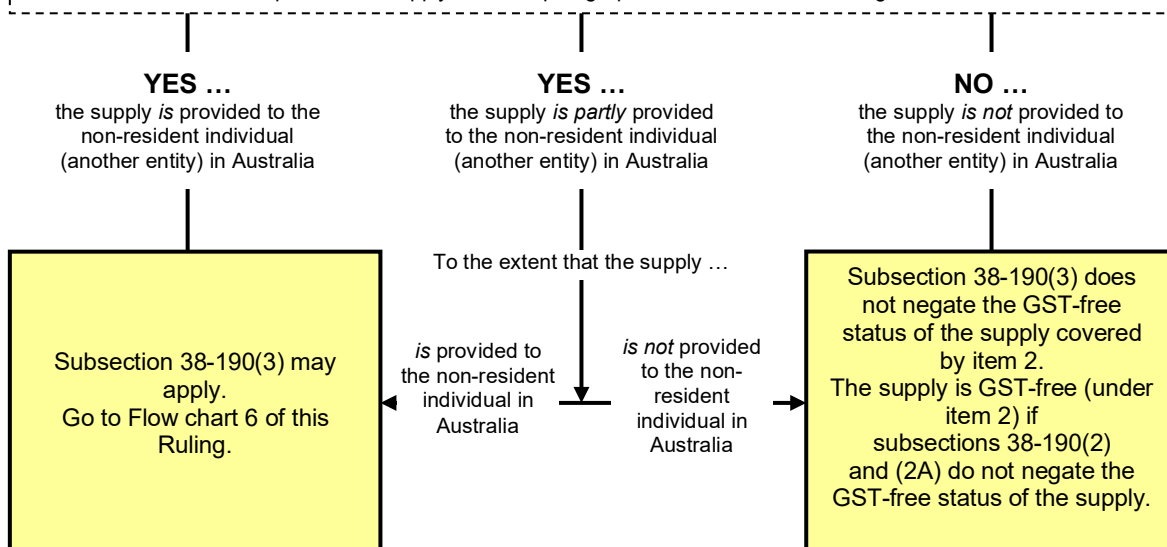 YES …
the supply is provided to the
non-resident individual
(another entity) in Australia
YES …
the supply is partly provided
to the non-resident individual
(another entity) in Australia
NO …
the supply is not provided to
the non-resident individual
(another entity) in Australia
To the extent that the supply …
Subsection 38-190(3) may
apply.
Go to Flow chart 6 of this
Ruling.
is provided to
the non-resident
individual in
Australia
is not provided
to the non-
resident
individual in
Australia
Subsection 38-190(3) does
not negate the GST-free
status of the supply covered
by item 2.
The supply is GST-free (under
item 2) if
subsections 38-190(2)
and (2A) do not negate the
GST-free status of the supply.